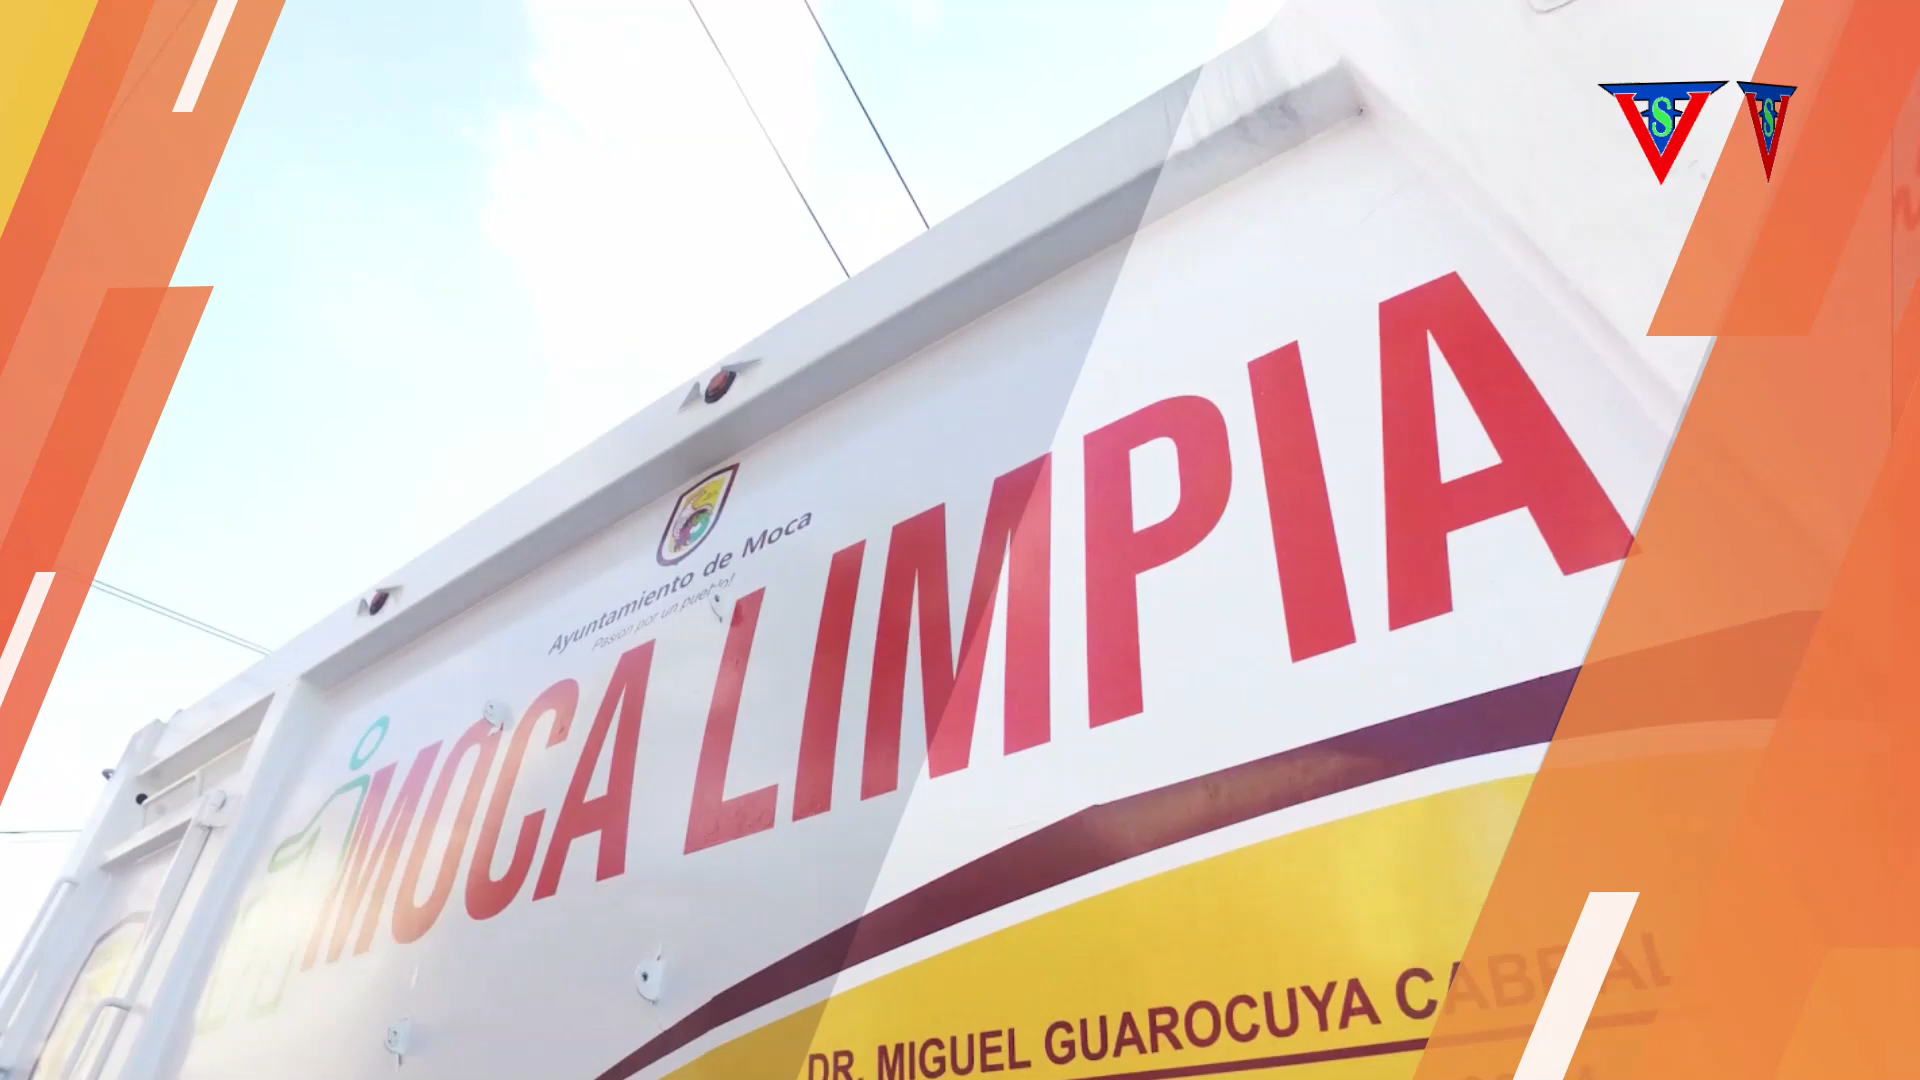 Ayuntamiento de Moca
Pasión por un pueblo!
¡MOCA LIMPIA
DR. MIGUEL GUAROCUYA CABRAL